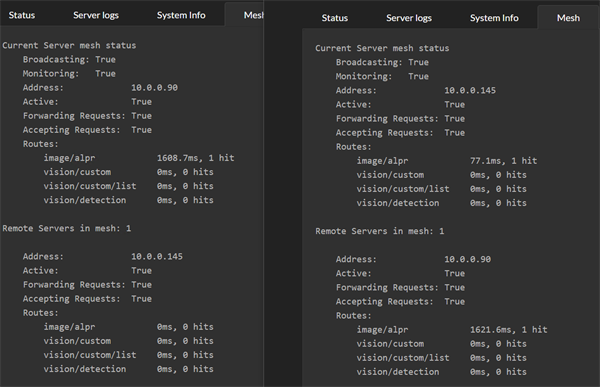 Status Server logs System Info Mesh
Current Server mesh status
Broadcasting: True
Monitoring: True
Address: 10.0.0.90
Active: True
Forwarding Requests: True
Accepting Requests: True
Routes:
image/alpr 1608.7ms, 1 hit
vision/custom 0ms, 0 hits
vision/custom/list 0ms, 0 hits
vision/detection 0ms, 0 hits
Remote Servers in mesh: 1
Address: 10.0.0.145
Active: True
Forwarding Requests: True
Accepting Requests: True
Routes:
image/alpr 0ms, 0 hits
vision/custom 0ms, 0 hits
vision/custom/list 0ms, 0 hits
vision/detection 0ms, 0 hits
Status Server logs System Info Mesh
Current Server mesh status
Broadcasting: True
Monitoring: True
Address: 10.0.0.145
Active: True
Forwarding Requests: True
Accepting Requests: True
Routes:
image/alpr 77.1ms, 1 hit
vision/custom 0ms, 0 hits
vision/custom/list 0ms, 0 hits
vision/detection 0ms, 0 hits
Remote Servers in mesh: 1
Address: 10.0.0.90
Active: True
Forwarding Requests: True
Accepting Requests: True
Routes:
image/alpr 1621.6ms, 1 hit
vision/custom 0ms, 0 hits
vision/custom/list 0ms, 0 hits
vision/detection 0ms, 0 hits